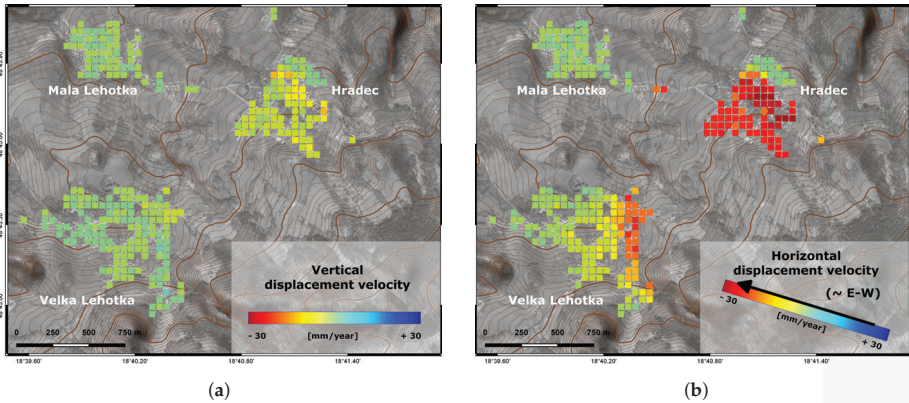 Mala Lehotka
Hradec
Velka Lehotka
Vertical
displacement velocity
- 30
[mm/year]
+ 30
0 250 500 750 m
18°39.60' 18°40.20' 18°40.80' 18°41.40'
(a)
Mala Lehotka
Hradec
Velka Lehotka
Horizontal
displacement velocity
(~ E-W)
- 30
[mm/year]
+ 30
0 250 500 750 m
18°39.60' 18°40.20' 18°40.80' 18°41.40'
(b)